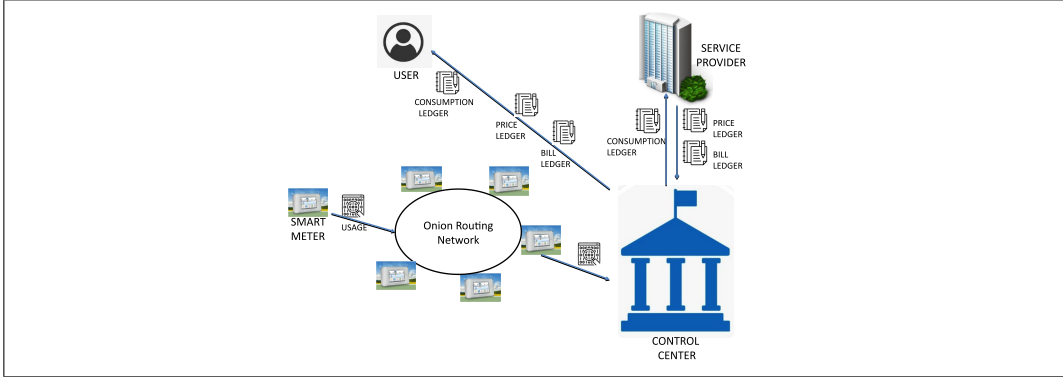 USER
SERVICE
PROVIDER
CONSUMPTION
LEDGER
PRICE
LEDGER
BILL
LEDGER
CONSUMPTION
LEDGER
PRICE
LEDGER
BILL
LEDGER
SMART
METER
USAGE
Onion Routing
Network
CONTROL
CENTER